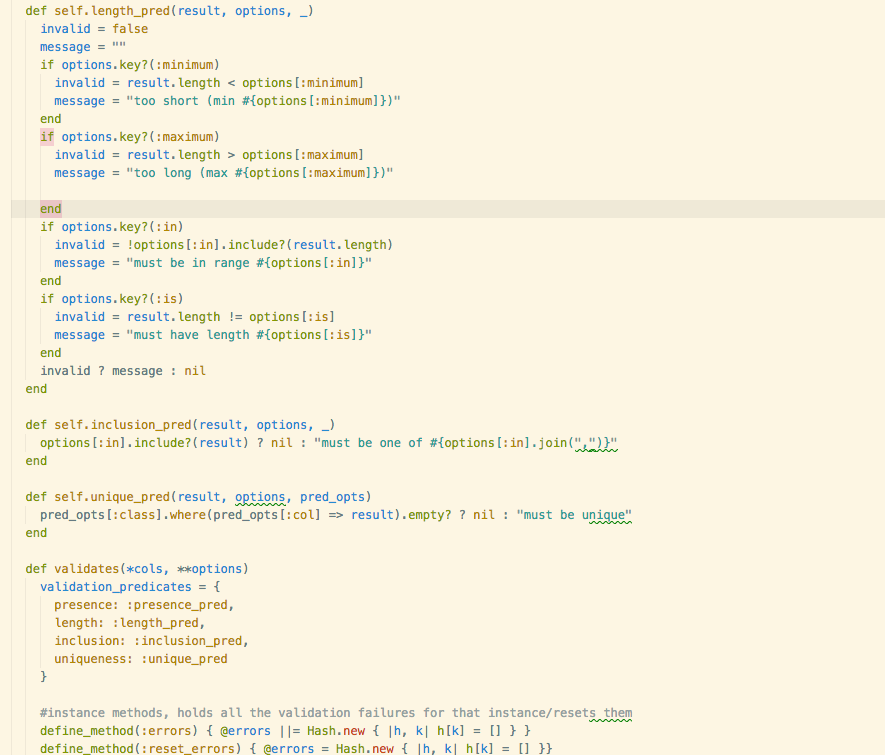 def self.length_pred(result, options, _)
invalid = false
message = ""
if options.key?(:minimum)
invalid = result.length < options[:minimum]
message = "too short (min #{options[:minimum]})"
end
if options.key?(:maximum)
invalid = result.length > options[:maximum]
message = "too long (max #{options[:maximum]})"
end
if options.key?(:in)
invalid = !options[:in].include?(result.length)
message = "must be in range #{options[:in]}"
end
if options.key?(:is)
invalid = result.length != options[:is]
message = "must have length #{options[:is]}"
end
invalid ? message : nil
end
def self.inclusion_pred(result, options, _)
options[:in].include?(result) ? nil : "must be one of #{options[:in].join(",")}"
end
def self.unique_pred(result, options, pred_opts)
pred_opts[:class].where(pred_opts[:col] => result).empty? ? nil : "must be unique"
end
def validates(*cols, **options)
validation_predicates = {
presence: :presence_pred,
length: :length_pred,
inclusion: :inclusion_pred,
uniqueness: :unique_pred
}
#instance methods, holds all the validation failures for that instance/resets them
define_method(:errors) { @errors ||= Hash.new { |h, k| h[k] = [] } }
define_method(:reset_errors) { @errors = Hash.new { |h, k| h[k] = [] }}